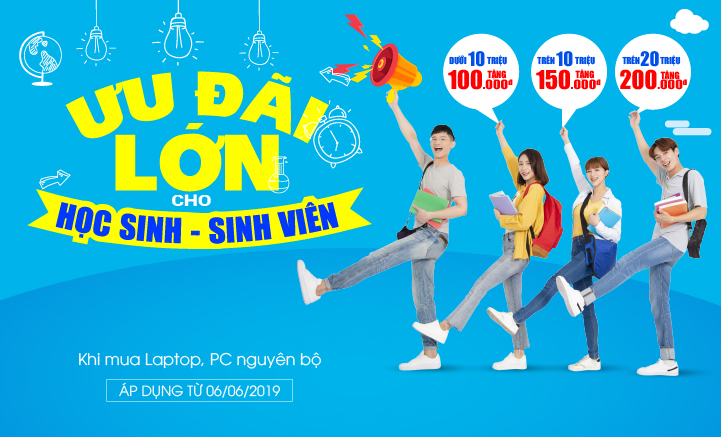 ƯU ĐÃI
LỚN
CHO
HỌC SINH - SINH VIÊN
DƯỚI 10 TRIỆU
TẶNG
100.000đ
TRÊN 10 TRIỆU
TẶNG
150.000đ
TRÊN 20 TRIỆU
TẶNG
200.000đ
Khi mua Laptop, PC nguyên bộ
ÁP DỤNG TỪ 06/06/2019